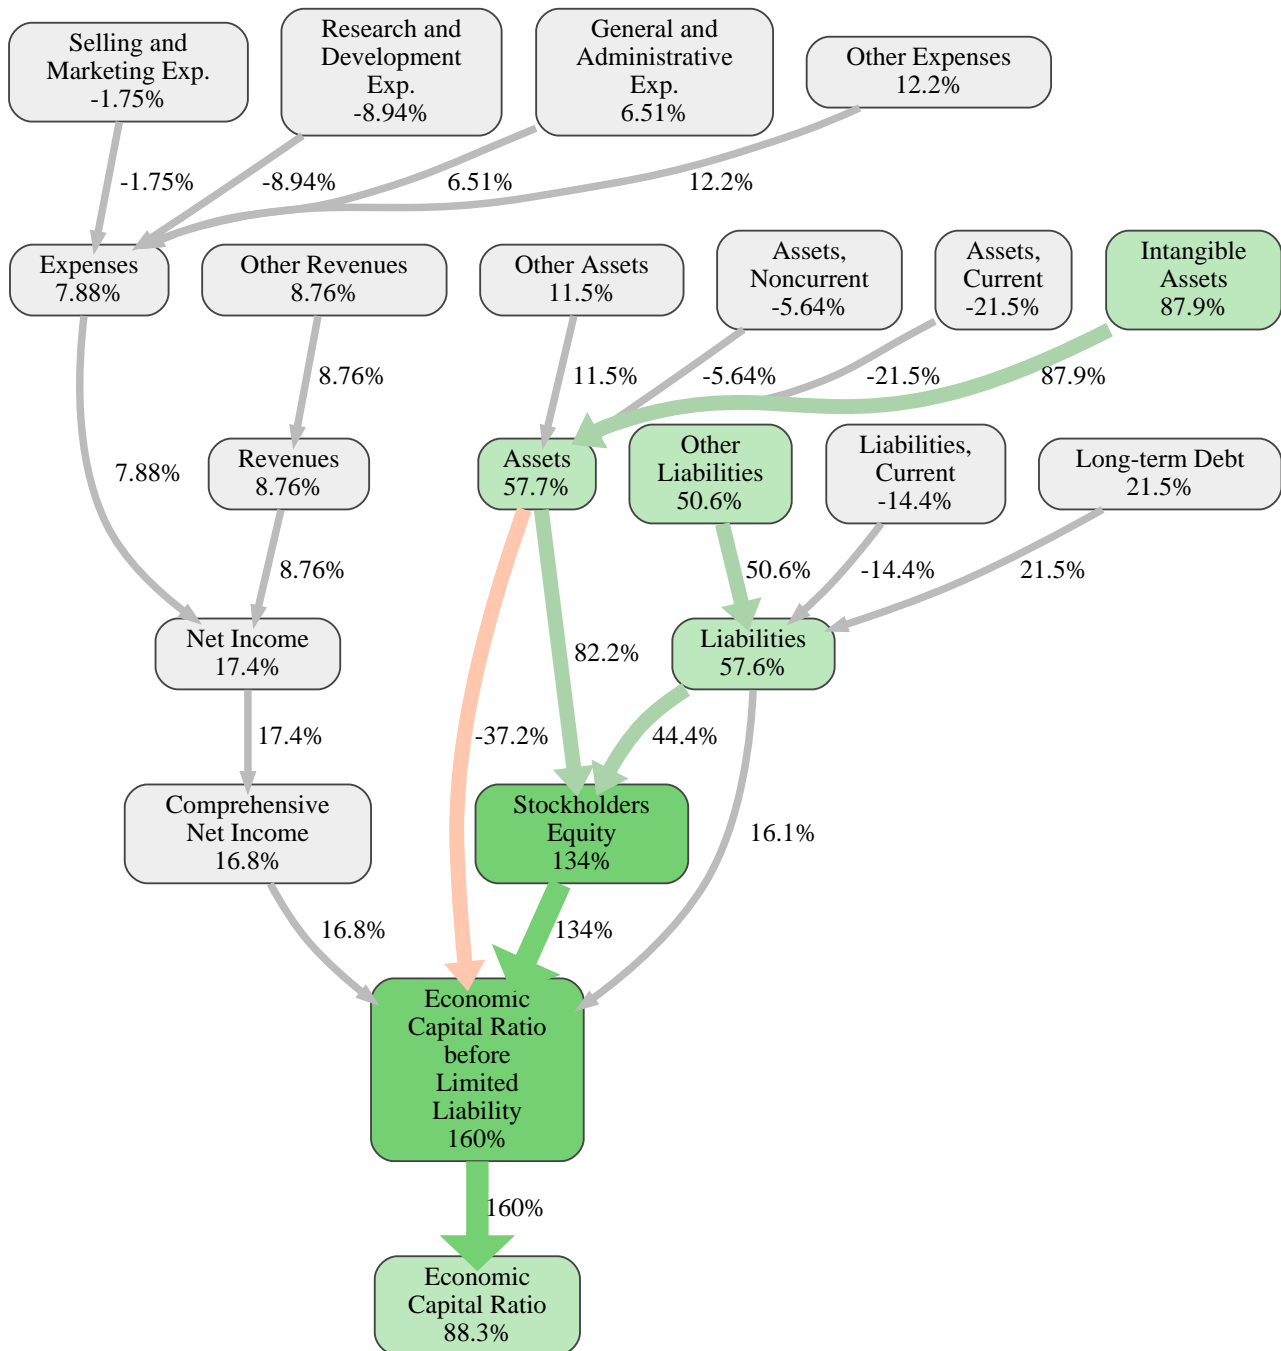 Selling and
Marketing Exp.
-1.75%
Research and
Development
Exp.
-8.94%
General and
Administrative
Exp.
6.51%
Other Expenses
12.2%
-1.75%
-8.94%
6.51%
12.2%
Expenses
7.88%
Other Revenues
8.76%
Other Assets
11.5%
Assets,
Noncurrent
-5.64%
Assets,
Current
-21.5%
Intangible
Assets
87.9%
8.76%
11.5%
-5.64%
-21.5%
87.9%
7.88%
Revenues
8.76%
Assets
57.7%
Other
Liabilities
50.6%
Liabilities,
Current
-14.4%
Long-term Debt
21.5%
8.76%
50.6%
-14.4%
21.5%
Net Income
17.4%
82.2%
Liabilities
57.6%
17.4%
-37.2%
44.4%
Comprehensive
Net Income
16.8%
Stockholders
Equity
134%
16.1%
16.8%
134%
Economic
Capital Ratio
before
Limited
Liability
160%
160%
Economic
Capital Ratio
88.3%